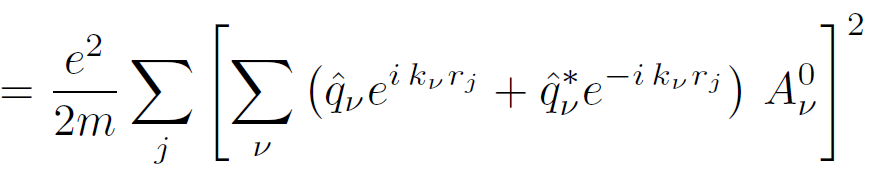 $= \frac{e^2}{2m} \sum_j \left[ \sum_\nu \left( \hat{q}_\nu e^{i k_\nu r_j} + \hat{q}_\nu^* e^{-i k_\nu r_j} \right) A_\nu^0 \right]^2$